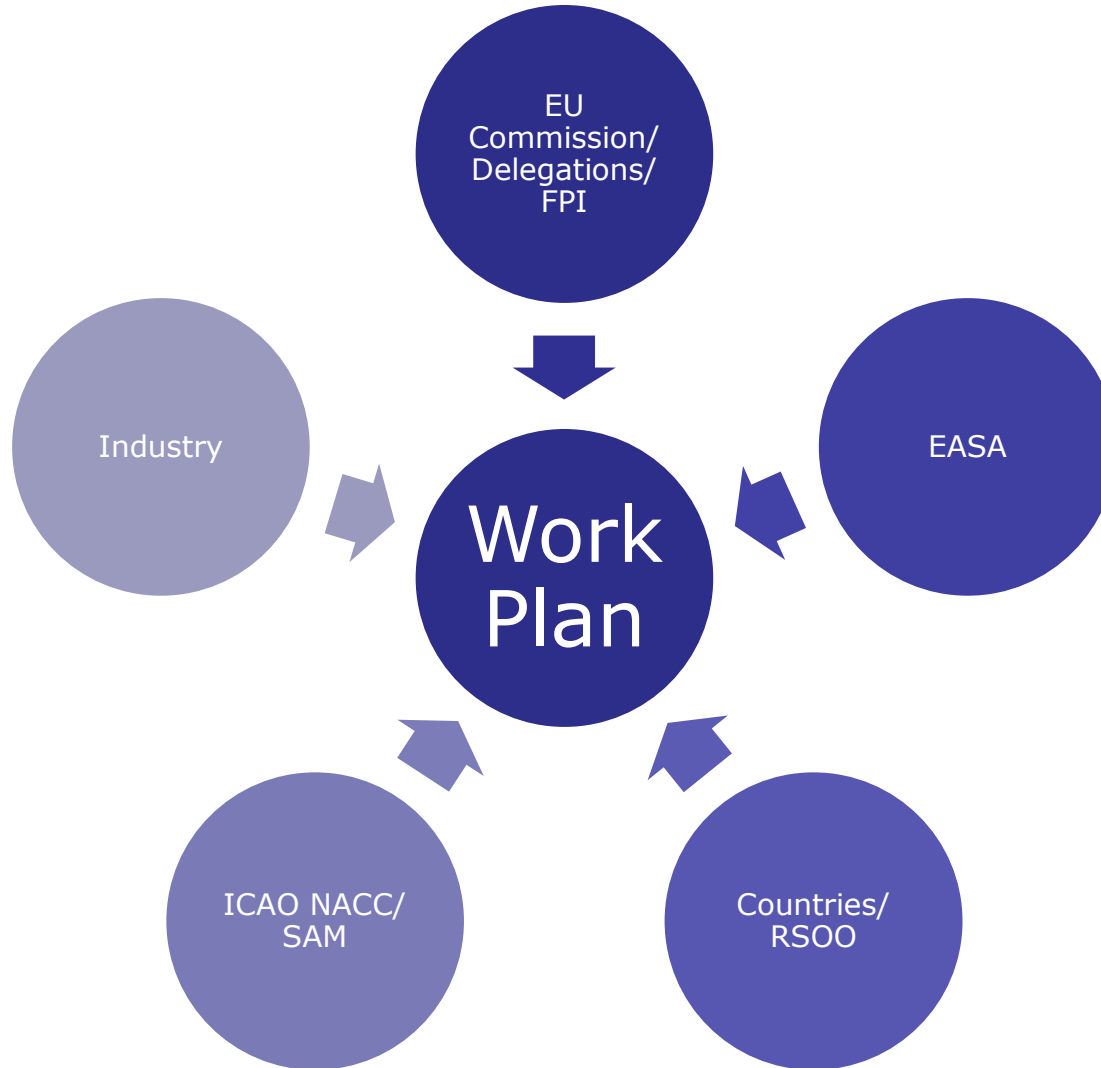 EU
Commission/
Delegations/
FPI
Industry
EASA
Work
Plan
ICAO NACC/
SAM
Countries/
RSOO